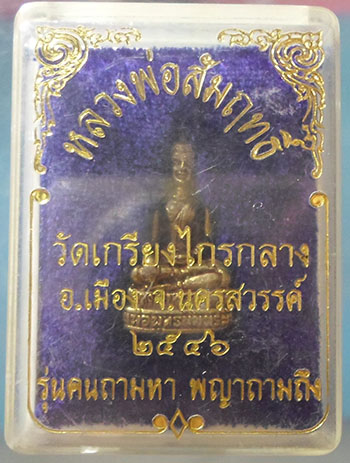 หลวงพ่อสัมฤทธิ์
วัดเกรียงไกรกลาง
อ.เมือง จ.นครสวรรค์
๒๕๔๖
รุ่นคนถามหา พญาถามถึง